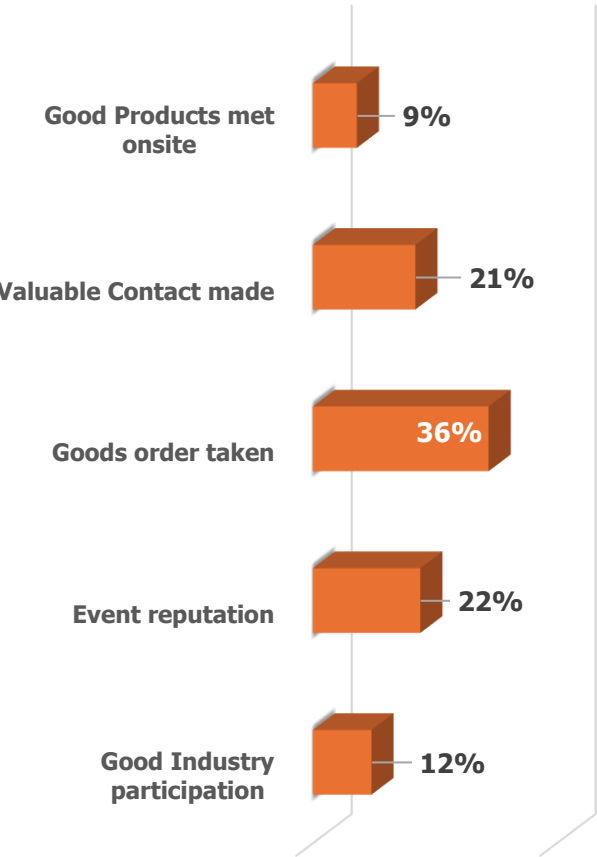 Good Products met
onsite
9%
Valuable Contact made
21%
Goods order taken
36%
Event reputation
22%
Good Industry
participation
12%